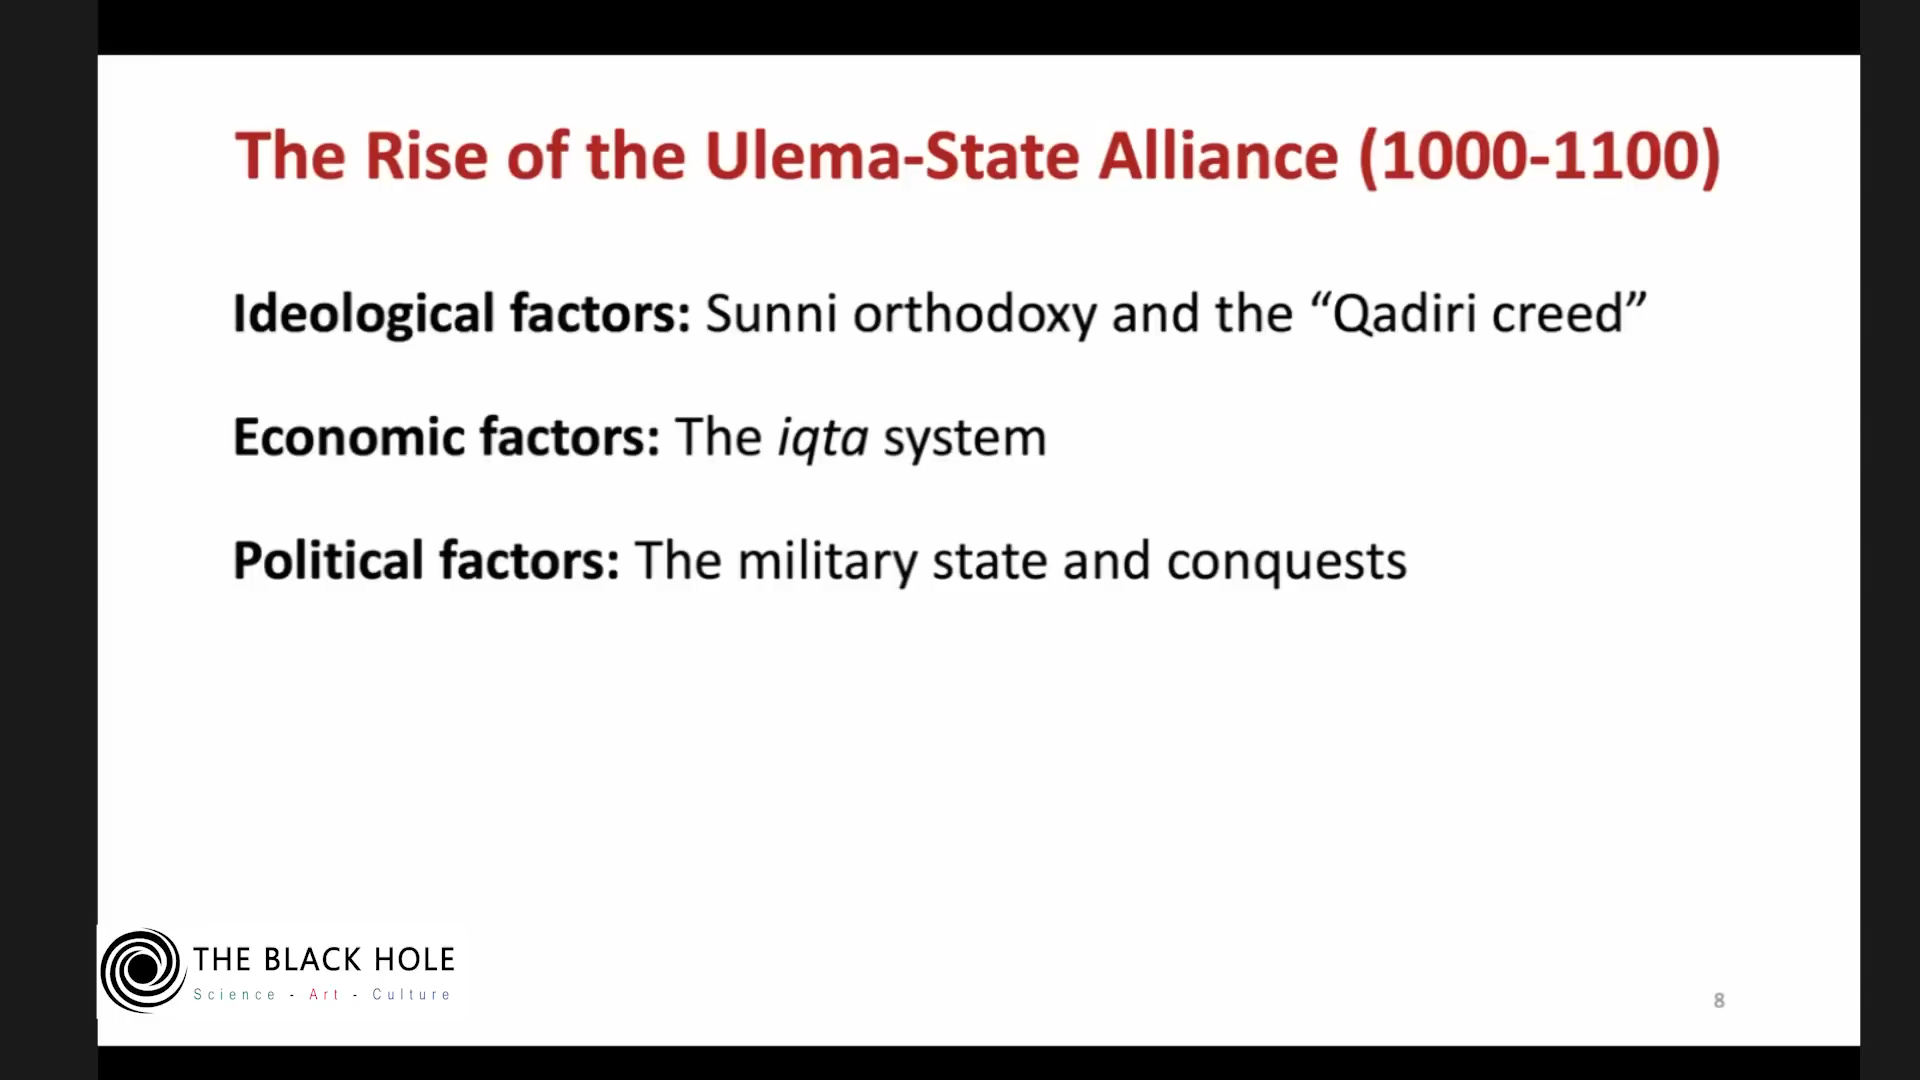 The Rise of the Ulema-State Alliance (1000-1100)
Ideological factors: Sunni orthodoxy and the “Qadiri creed”
Economic factors: The iqta system
Political factors: The military state and conquests
THE BLACK HOLE
Science - Art - Culture
8